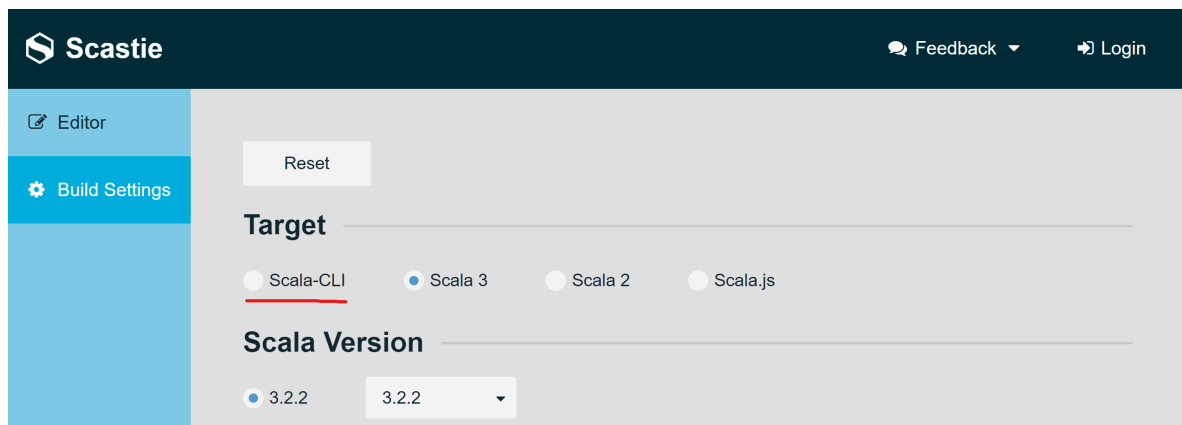 Scastie
Feedback
Login
Editor
Build Settings
Reset
Target
Scala-CLI Scala 3 Scala 2 Scala.js
Scala Version
3.2.2 3.2.2